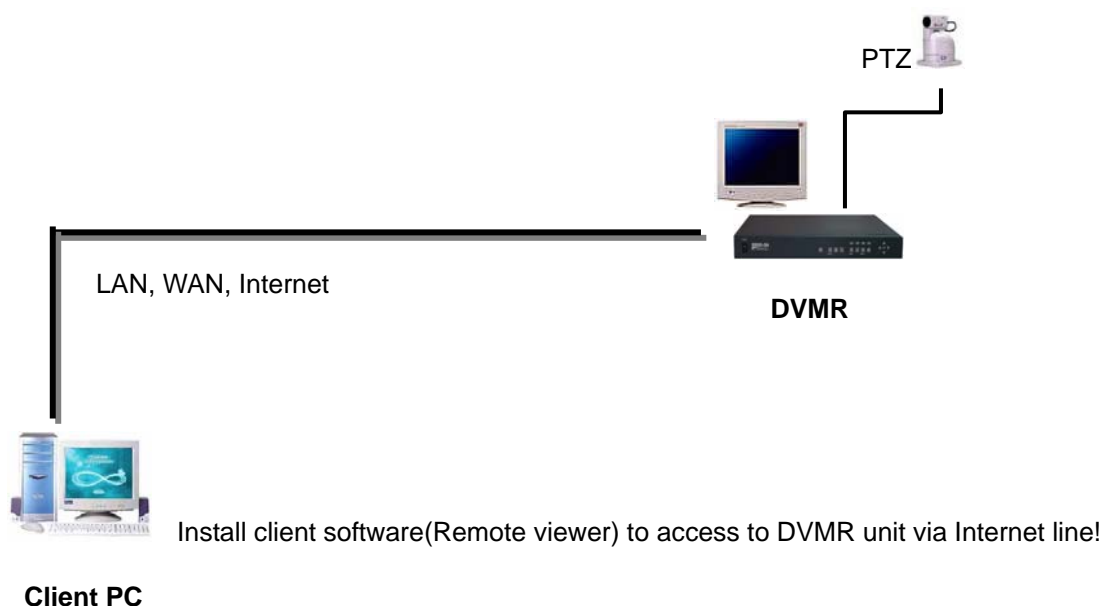 PTZ
LAN, WAN, Internet
DVMR
Install client software(Remote viewer) to access to DVMR unit via Internet line!
Client PC